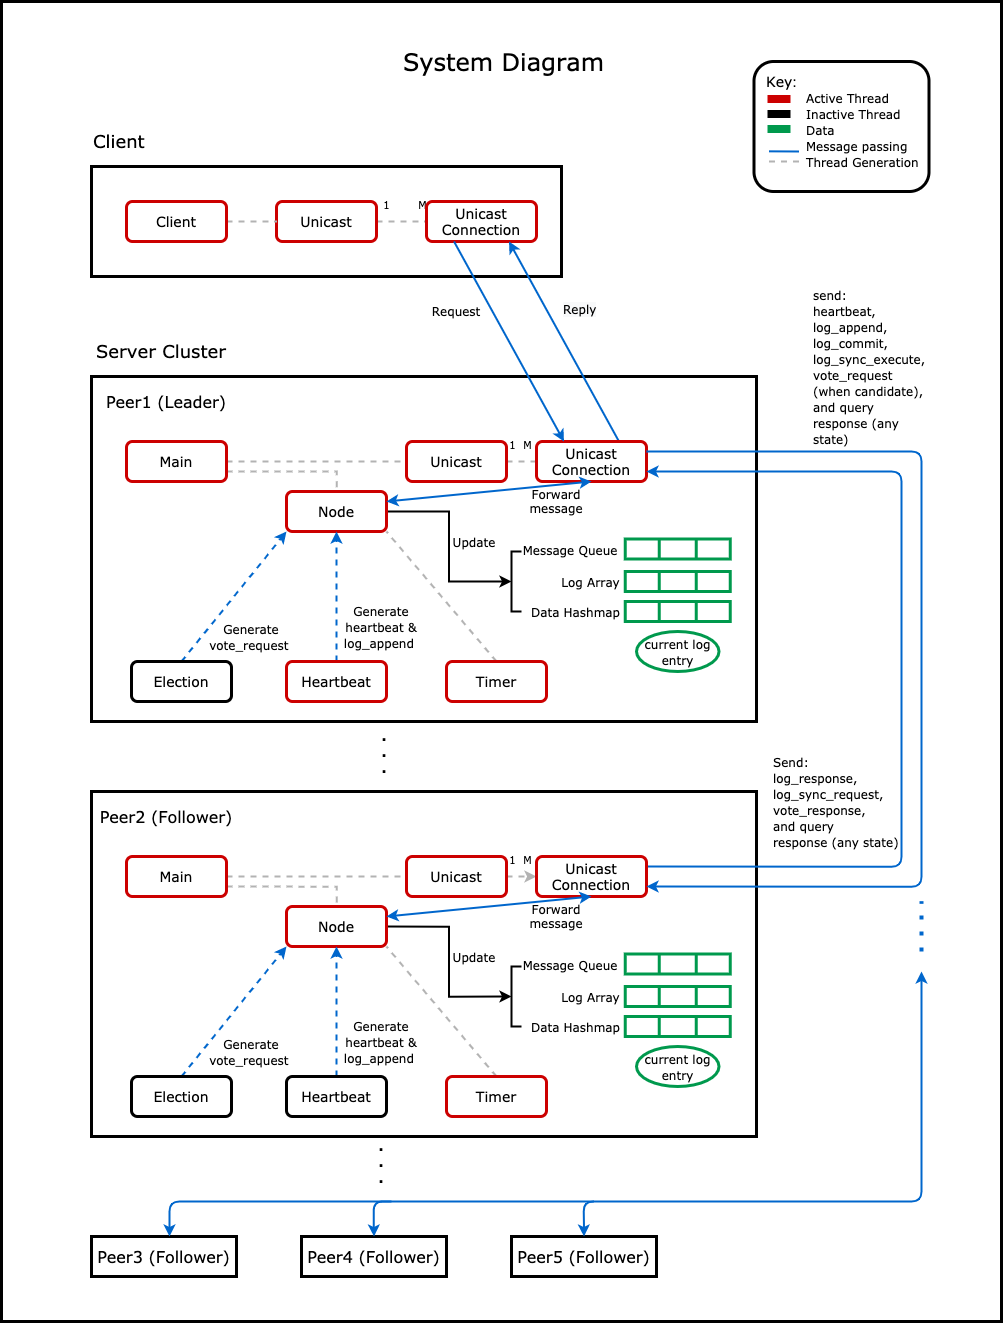 System Diagram
Key:
Active Thread
Inactive Thread
Data
Message passing
Thread Generation
Client
Client
Unicast
1
M
Unicast
Connection
Request
Reply
send:
heartbeat,
log_append,
log_commit,
log_sync_execute,
vote_request
(when candidate),
and query
response (any
state)
Server Cluster
Peer1 (Leader)
Main
Unicast
1
M
Unicast
Connection
Forward
message
Node
Update
Message Queue
Log Array
Data Hashmap
current log
entry
Generate
vote_request
Generate
heartbeat &
log_append
Election
Heartbeat
Timer
.
.
.
Send:
log_response,
log_sync_request,
vote_response,
and query
response (any state)
Peer2 (Follower)
Main
Unicast
1
M
Unicast
Connection
Forward
message
Node
Update
Message Queue
Log Array
Data Hashmap
current log
entry
Generate
vote_request
Generate
heartbeat &
log_append
Election
Heartbeat
Timer
.
.
.
Peer3 (Follower)
Peer4 (Follower)
Peer5 (Follower)